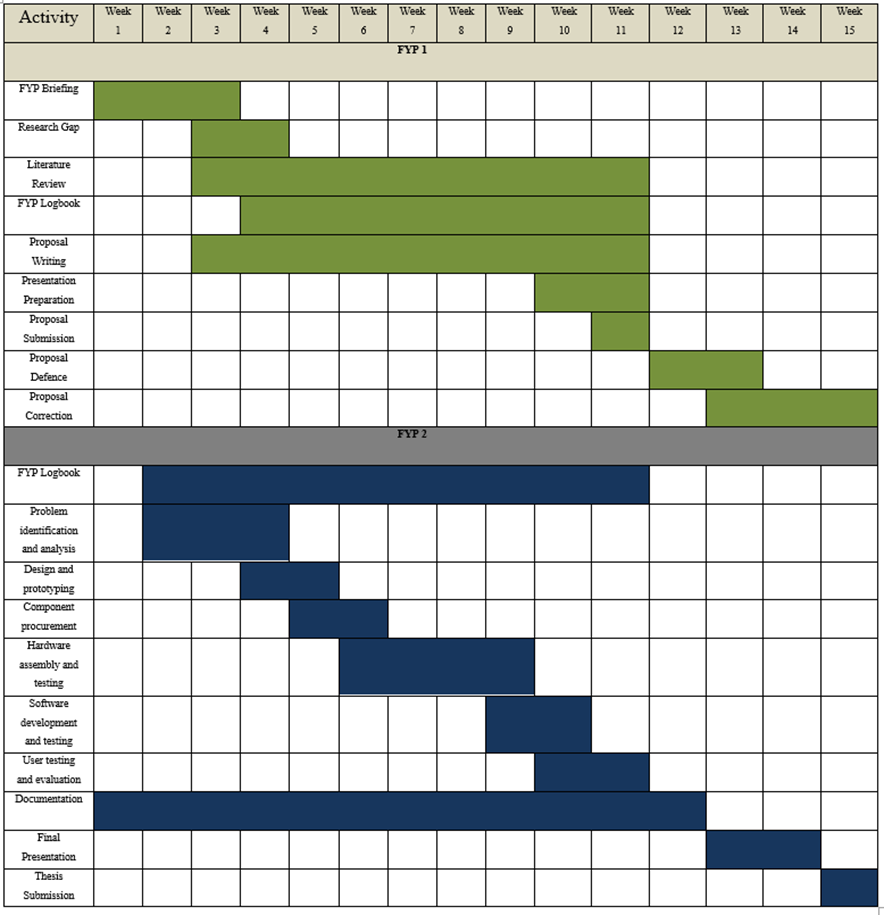 Activity Week Week Week Week Week Week Week Week Week Week Week Week Week Week Week
1 2 3 4 5 6 7 8 9 10 11 12 13 14 15
FYP 1
FYP Briefing
Research Gap
Literature
Review
FYP Logbook
Proposal
Writing
Presentation
Preparation
Proposal
Submission
Proposal
Defence
Proposal
Correction
FYP 2
FYP Logbook
Problem
identification
and analysis
Design and
prototyping
Component
procurement
Hardware
assembly and
testing
Software
development
and testing
User testing
and evaluation
Documentation
Final
Presentation
Thesis
Submission